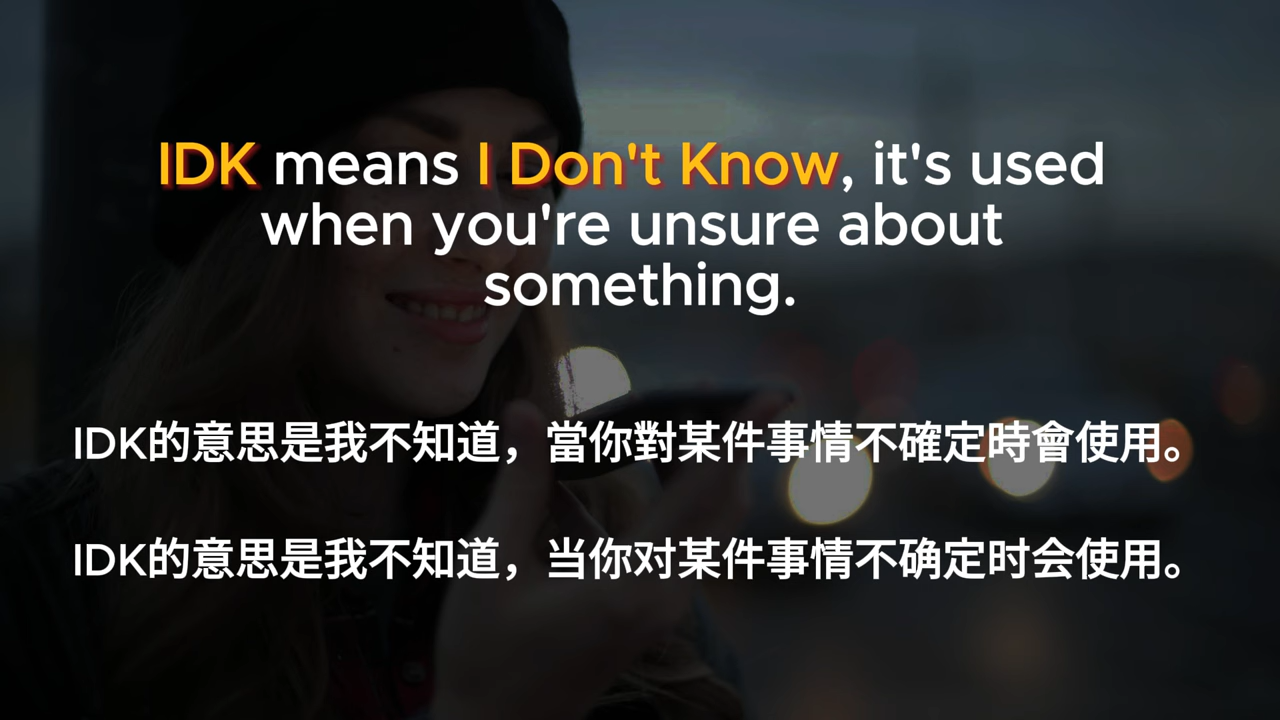 IDK means I Don't Know, it's used
when you're unsure about
something.
IDK的意思是我不知道，當你對某件事情不確定時會使用。
IDK的意思是我不知道，当你对某件事情不确定时会使用。